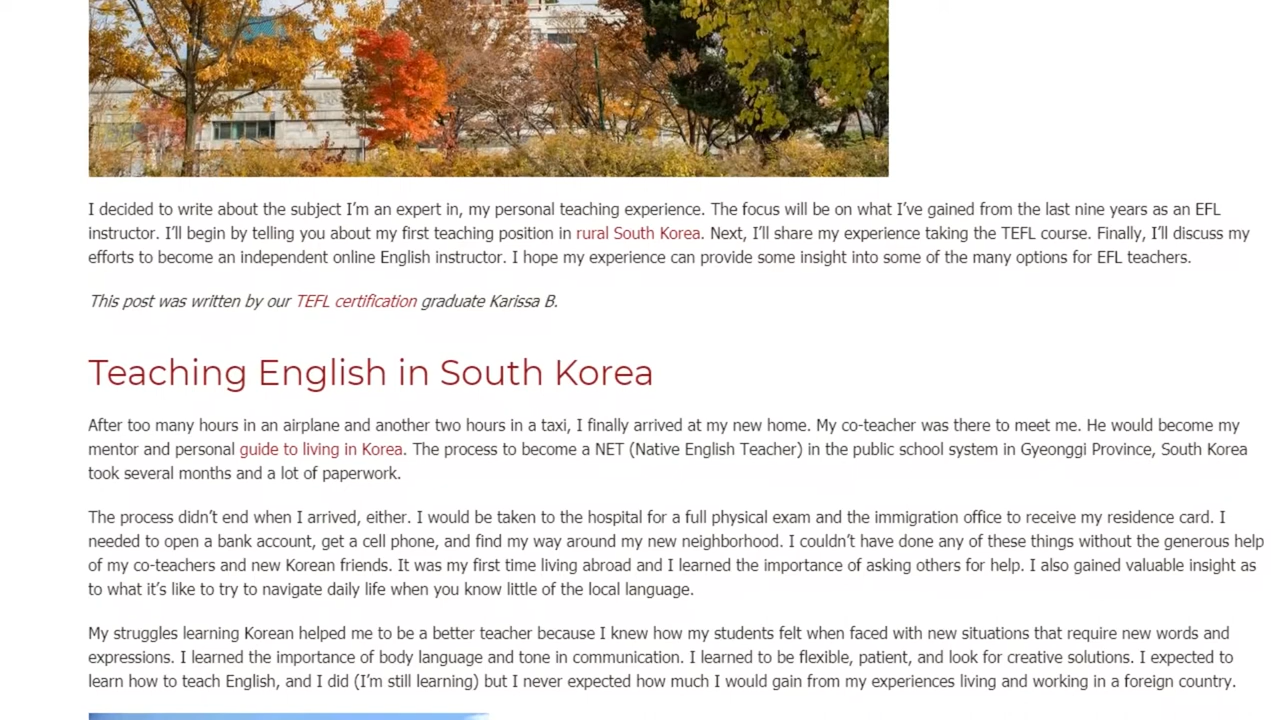 I decided to write about the subject I’m an expert in, my personal teaching experience. The focus will be on what I’ve gained from the last nine years as an EFL
instructor. I’ll begin by telling you about my first teaching position in rural South Korea. Next, I’ll share my experience taking the TEFL course. Finally, I’ll discuss my
efforts to become an independent online English instructor. I hope my experience can provide some insight into some of the many options for EFL teachers.
This post was written by our TEFL certification graduate Karissa B.
Teaching English in South Korea
After too many hours in an airplane and another two hours in a taxi, I finally arrived at my new home. My co-teacher was there to meet me. He would become my
mentor and personal guide to living in Korea. The process to become a NET (Native English Teacher) in the public school system in Gyeonggi Province, South Korea
took several months and a lot of paperwork.
The process didn’t end when I arrived, either. I would be taken to the hospital for a full physical exam and the immigration office to receive my residence card. I
needed to open a bank account, get a cell phone, and find my way around my new neighborhood. I couldn’t have done any of these things without the generous help
of my co-teachers and new Korean friends. It was my first time living abroad and I learned the importance of asking others for help. I also gained valuable insight as
to what it’s like to try to navigate daily life when you know little of the local language.
My struggles learning Korean helped me to be a better teacher because I knew how my students felt when faced with new situations that require new words and
expressions. I learned the importance of body language and tone in communication. I learned to be flexible, patient, and look for creative solutions. I expected to
learn how to teach English, and I did (I’m still learning) but I never expected how much I would gain from my experiences living and working in a foreign country.